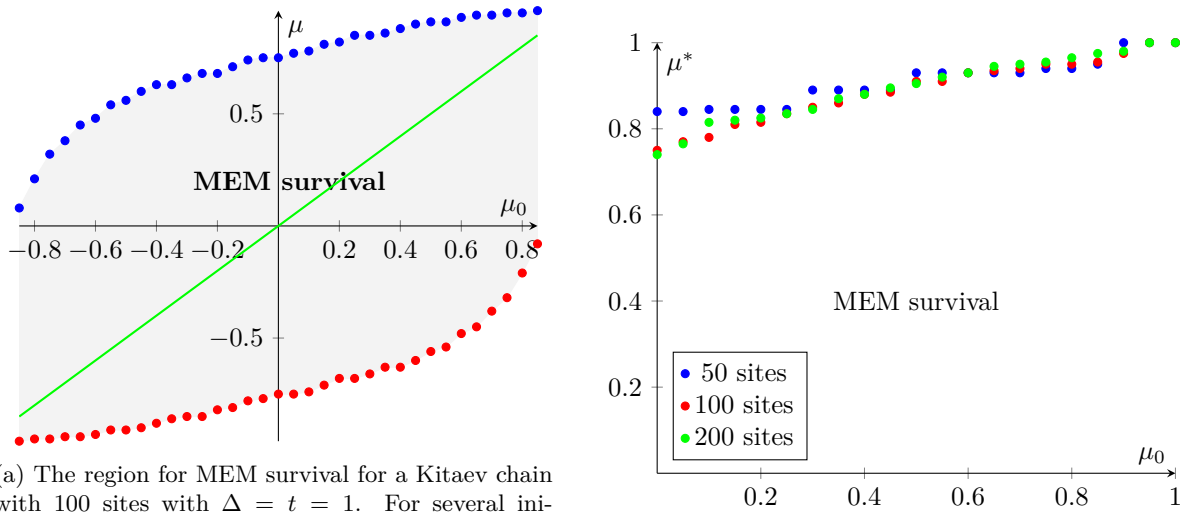 μ
0.5
MEM survival
μ0
−0.8 −0.6 −0.4 −0.2 0.2 0.4 0.6 0.8
−0.5
(a) The region for MEM survival for a Kitaev chain
with 100 sites with Δ = t = 1. For several ini-
1
μ*
0.8
0.6
0.4
MEM survival
0.2
50 sites
100 sites
200 sites
μ0
0.2 0.4 0.6 0.8 1